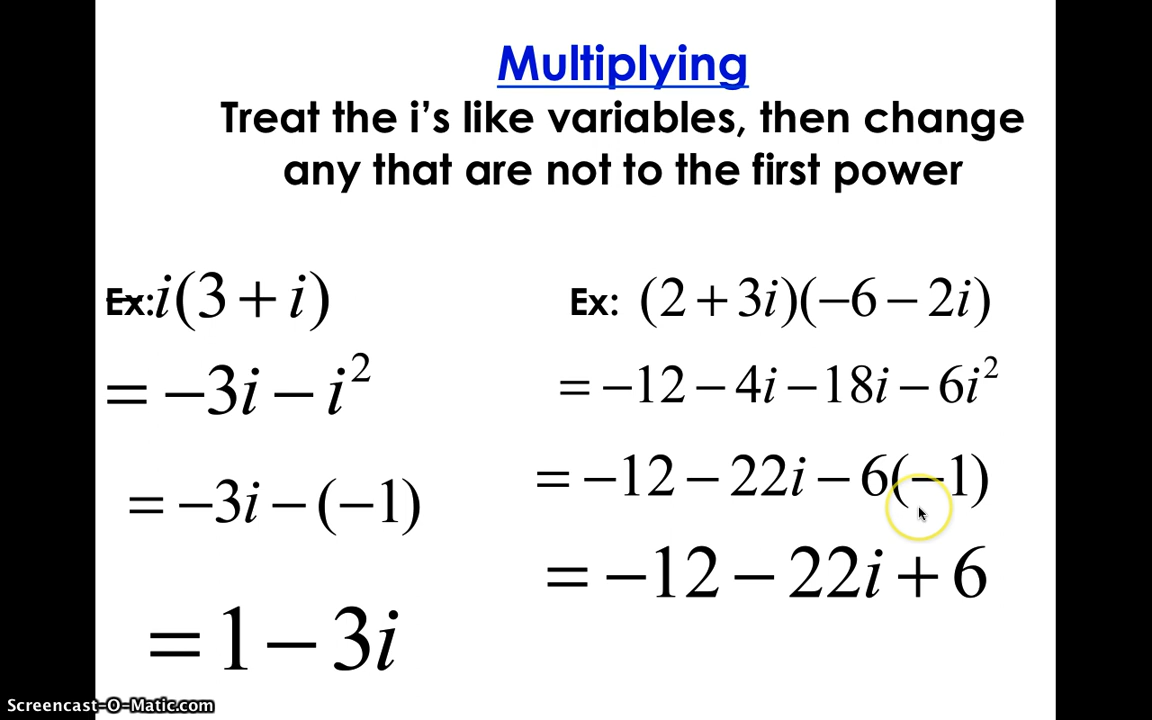 Multiplying
Treat the i's like variables, then change
any that are not to the first power
Ex: i(3 + i)
= −3i − i²
= −3i − (−1)
= 1 − 3i
Ex: (2 + 3i)(−6 − 2i)
= −12 − 4i − 18i − 6i²
= −12 − 22i − 6(−1)
= −12 − 22i + 6
Screencast-O-Matic.com